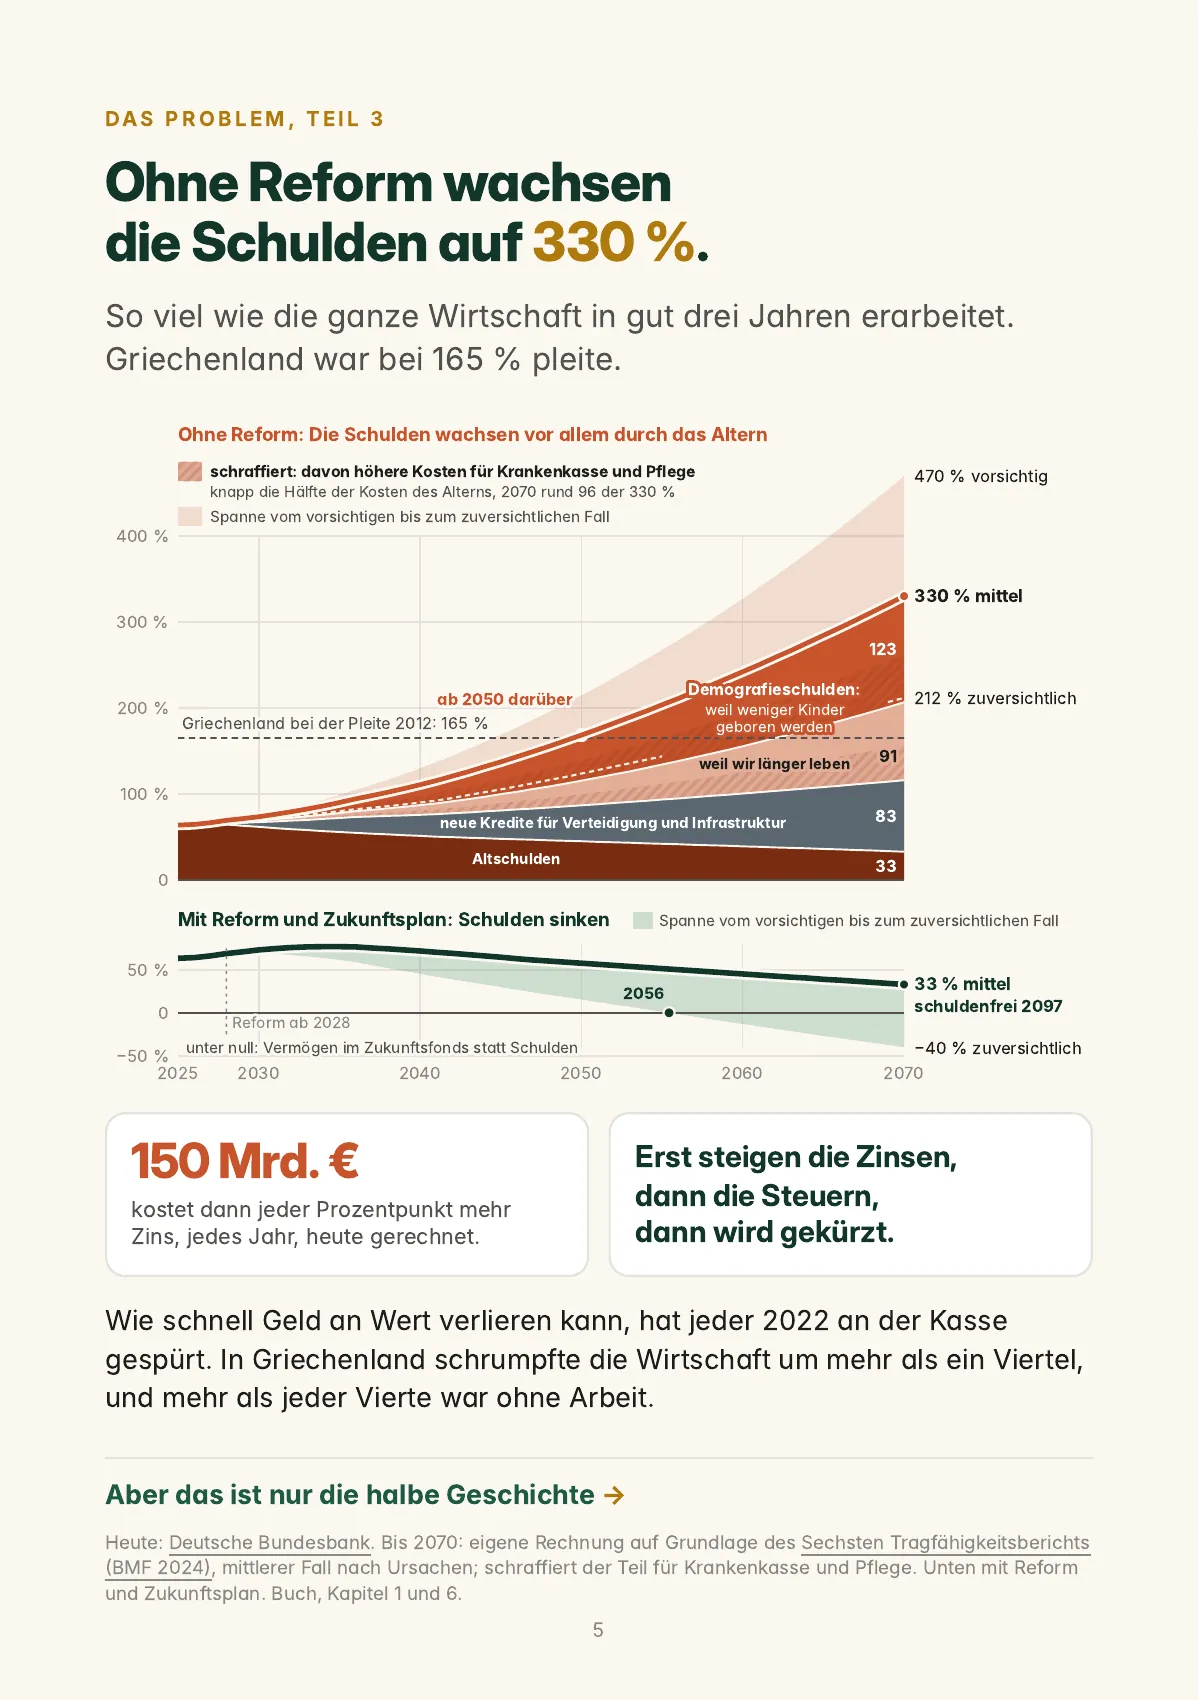 DAS PROBLEM, TEIL 3
Ohne Reform wachsen
die Schulden auf 330 %.
So viel wie die ganze Wirtschaft in gut drei Jahren erarbeitet.
Griechenland war bei 165 % pleite.
Ohne Reform: Die Schulden wachsen vor allem durch das Altern
schraffiert: davon höhere Kosten für Krankenkasse und Pflege
knapp die Hälfte der Kosten des Alterns, 2070 rund 96 der 330 %
Spanne vom vorsichtigen bis zum zuversichtlichen Fall
470 % vorsichtig
400 %
330 % mittel
300 %
123
Demografieschulden:
weil weniger Kinder
geboren werden
ab 2050 darüber
212 % zuversichtlich
200 %
Griechenland bei der Pleite 2012: 165 %
weil wir länger leben
91
100 %
neue Kredite für Verteidigung und Infrastruktur
83
Altschulden
33
0
Mit Reform und Zukunftsplan: Schulden sinken
Spanne vom vorsichtigen bis zum zuversichtlichen Fall
50 %
33 % mittel
schuldenfrei 2097
2056
0
Reform ab 2028
unter null: Vermögen im Zukunftsfonds statt Schulden
−40 % zuversichtlich
−50 %
2025
2030
2040
2050
2060
2070
150 Mrd. €
kostet dann jeder Prozentpunkt mehr
Zins, jedes Jahr, heute gerechnet.
Erst steigen die Zinsen,
dann die Steuern,
dann wird gekürzt.
Wie schnell Geld an Wert verlieren kann, hat jeder 2022 an der Kasse
gespürt. In Griechenland schrumpfte die Wirtschaft um mehr als ein Viertel,
und mehr als jeder Vierte war ohne Arbeit.
Aber das ist nur die halbe Geschichte →
Heute: Deutsche Bundesbank. Bis 2070: eigene Rechnung auf Grundlage des Sechsten Tragfähigkeitsberichts
(BMF 2024), mittlerer Fall nach Ursachen; schraffiert der Teil für Krankenkasse und Pflege. Unten mit Reform
und Zukunftsplan. Buch, Kapitel 1 und 6.
5